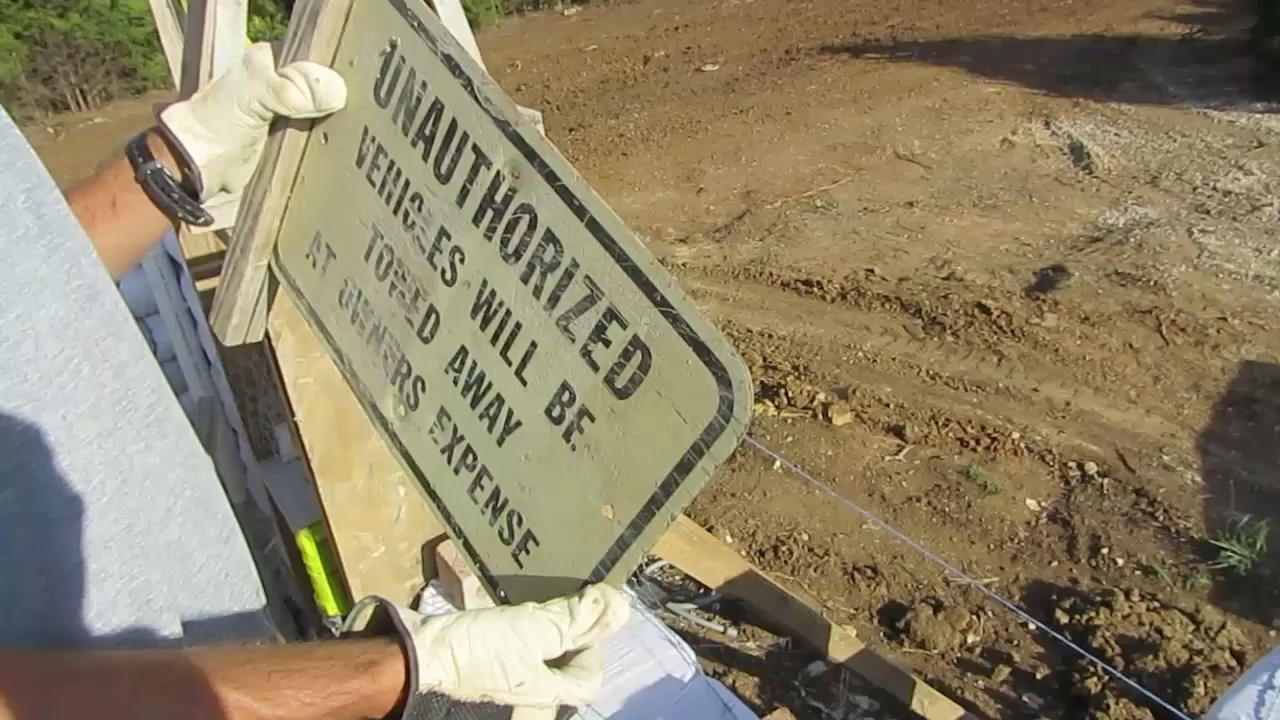 UNAUTHORIZED
VEHICLES WILL BE
TOWED AWAY
AT OWNERS EXPENSE